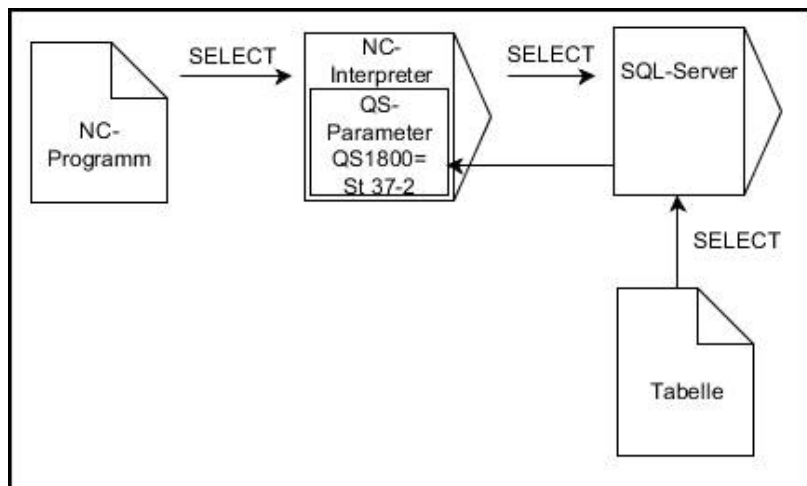 NC-
Programm
SELECT
NC-
Interpreter
QS-
Parameter
QS1800=
St 37-2
SELECT
SQL-Server
SELECT
Tabelle